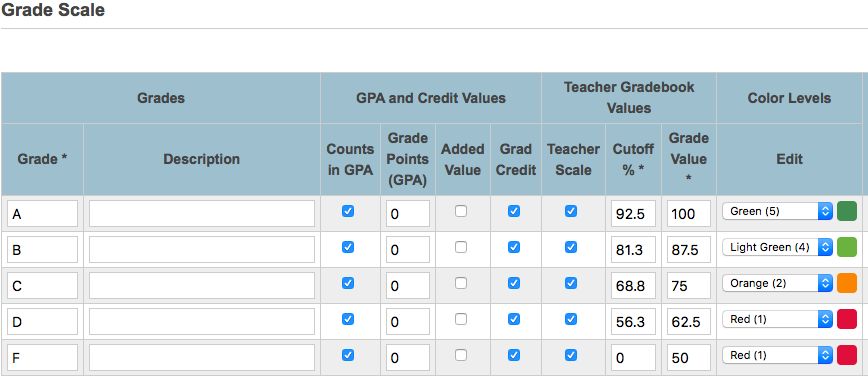 Grade Scale
Grades GPA and Credit Values Teacher Gradebook Values Color Levels
Grade * Description Counts in GPA Grade Points (GPA) Added Value Grad Credit Teacher Scale Cutoff % * Grade Value * Edit
A 0 92.5 100 Green (5)
B 0 81.3 87.5 Light Green (4)
C 0 68.8 75 Orange (2)
D 0 56.3 62.5 Red (1)
F 0 0 50 Red (1)